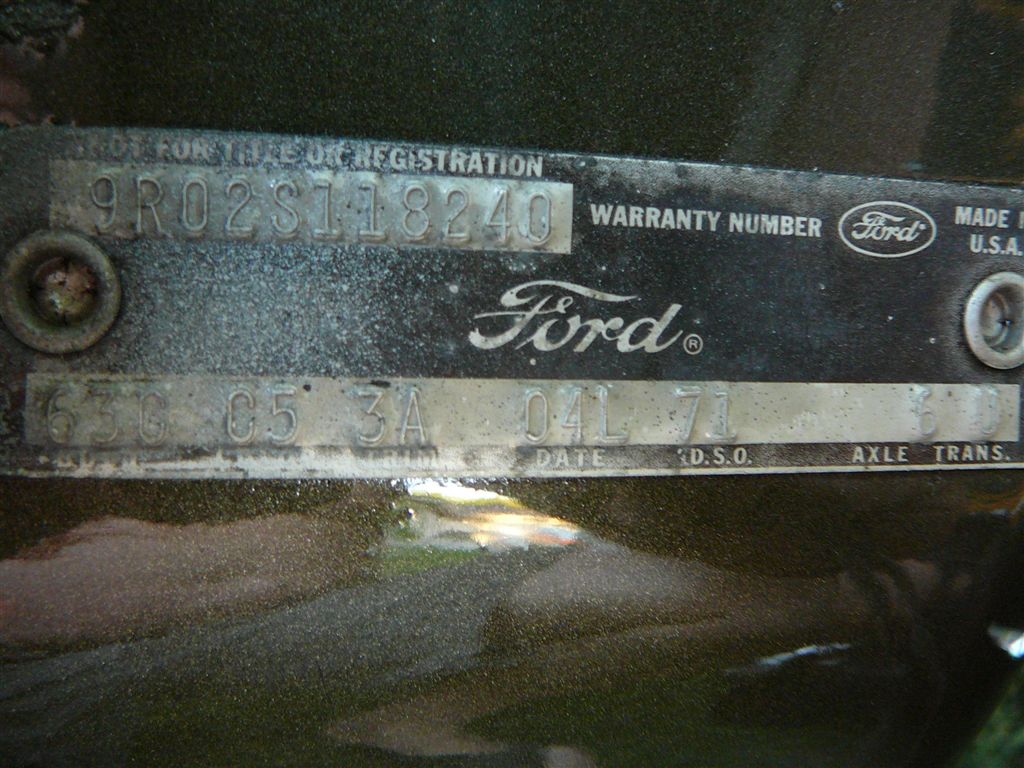 NOT FOR TITLE OR REGISTRATION
9R02S118240
WARRANTY NUMBER
Ford
MADE
U.S.A.
Ford ®
63C C5 3A 04L 71 6 U
TRIM DATE D.S.O. AXLE TRANS.